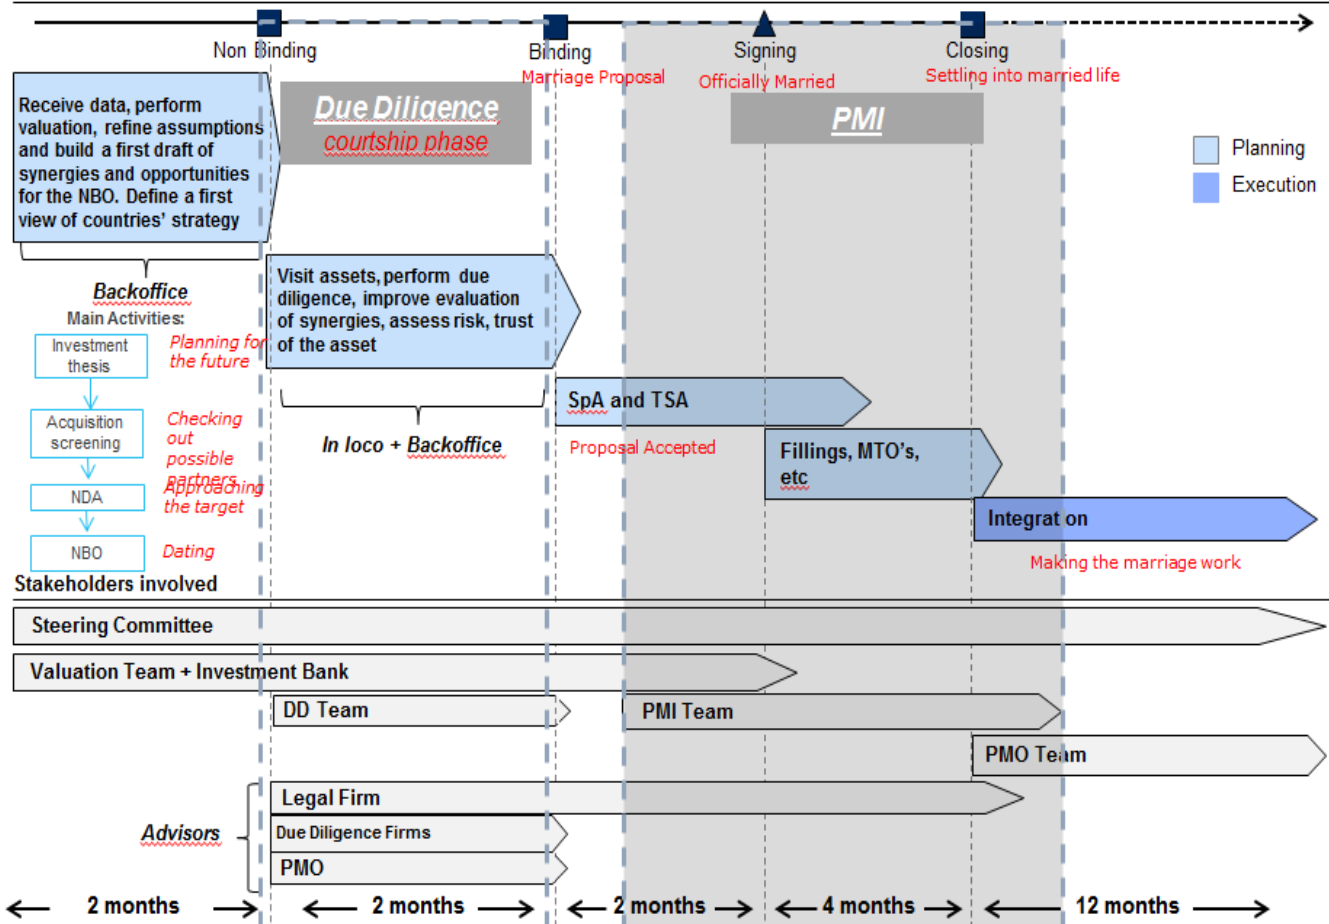 Non Binding
Binding
Signing
Closing
Marriage Proposal
Officially Married
Settling into married life
Receive data, perform
valuation, refine assumptions
and build a first draft of
synergies and opportunities
for the NBO. Define a first
view of countries' strategy
Due Diligence
courtship phase
PMI
Planning
Execution
Backoffice
Main Activities:
Investment
thesis
Planning for
the future
Acquisition
screening
Checking
out
possible
partners
NDA
Approaching
the target
NBO
Dating
Visit assets, perform due
diligence, improve evaluation
of synergies, assess risk, trust
of the asset
In loco + Backoffice
SpA and TSA
Proposal Accepted
Fillings, MTO's,
etc
Integration
Making the marriage work
Stakeholders involved
Steering Committee
Valuation Team + Investment Bank
DD Team
PMI Team
PMO Team
Advisors
Legal Firm
Due Diligence Firms
PMO
2 months
2 months
2 months
4 months
12 months